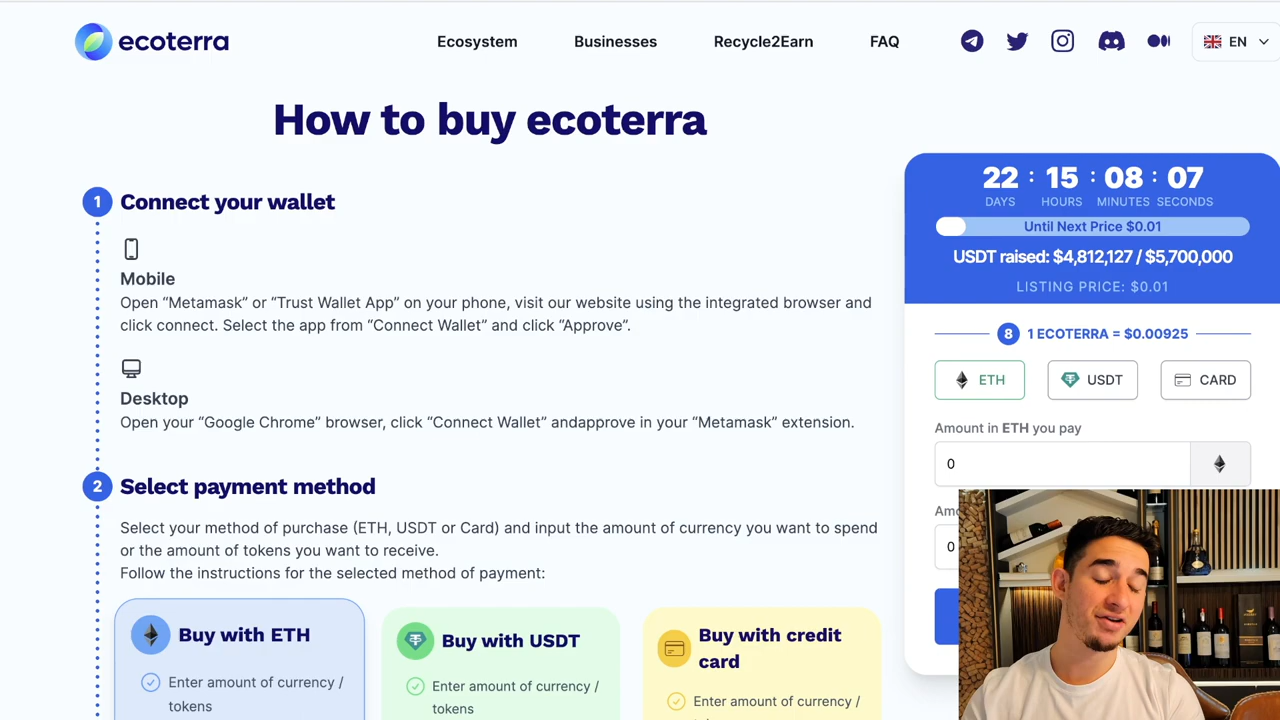 ecoterra
Ecosystem
Businesses
Recycle2Earn
FAQ
EN
How to buy ecoterra
1 Connect your wallet
Mobile
Open “Metamask” or “Trust Wallet App” on your phone, visit our website using the integrated browser and
click connect. Select the app from “Connect Wallet” and click “Approve”.
Desktop
Open your “Google Chrome” browser, click “Connect Wallet” andapprove in your “Metamask” extension.
2 Select payment method
Select your method of purchase (ETH, USDT or Card) and input the amount of currency you want to spend
or the amount of tokens you want to receive.
Follow the instructions for the selected method of payment:
Buy with ETH
Enter amount of currency /
tokens
Buy with USDT
Enter amount of currency /
tokens
Buy with credit
card
Enter amount of currency /
22 : 15 : 08 : 07
DAYS HOURS MINUTES SECONDS
Until Next Price $0.01
USDT raised: $4,812,127 / $5,700,000
LISTING PRICE: $0.01
8 1 ECOTERRA = $0.00925
ETH
USDT
CARD
Amount in ETH you pay
0
0